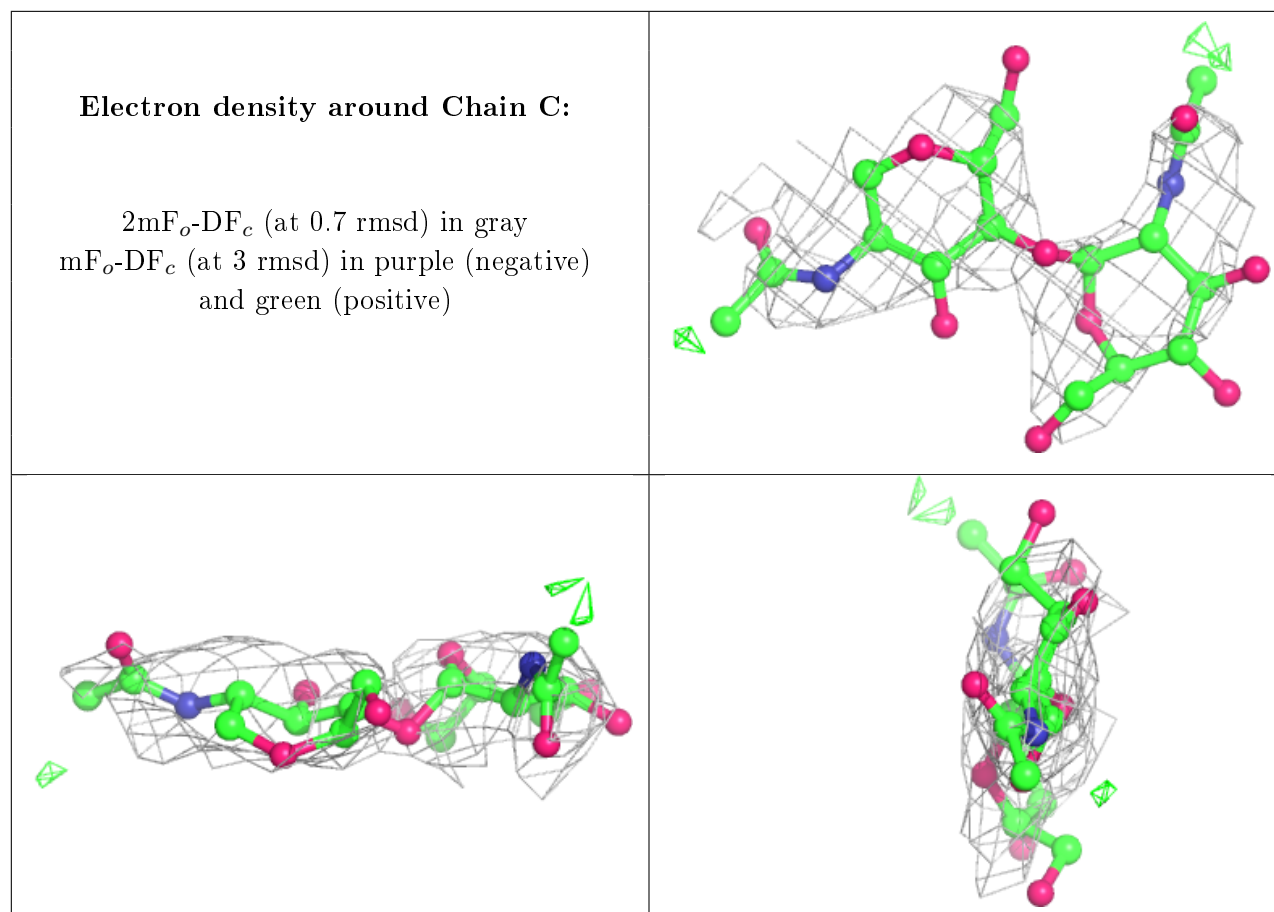 Electron density around Chain C:
2mFₒ-DF𝒸 (at 0.7 rmsd) in gray
mFₒ-DF𝒸 (at 3 rmsd) in purple (negative)
and green (positive)